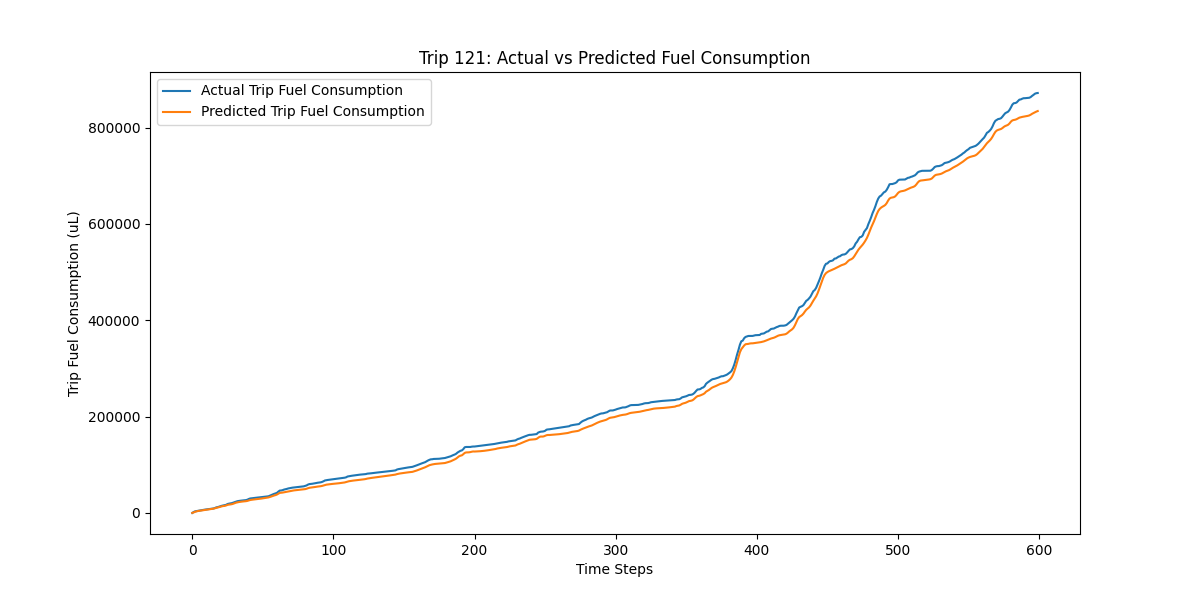 Trip 121: Actual vs Predicted Fuel Consumption
Actual Trip Fuel Consumption
Predicted Trip Fuel Consumption
Trip Fuel Consumption (uL)
800000
600000
400000
200000
0
0 100 200 300 400 500 600
Time Steps